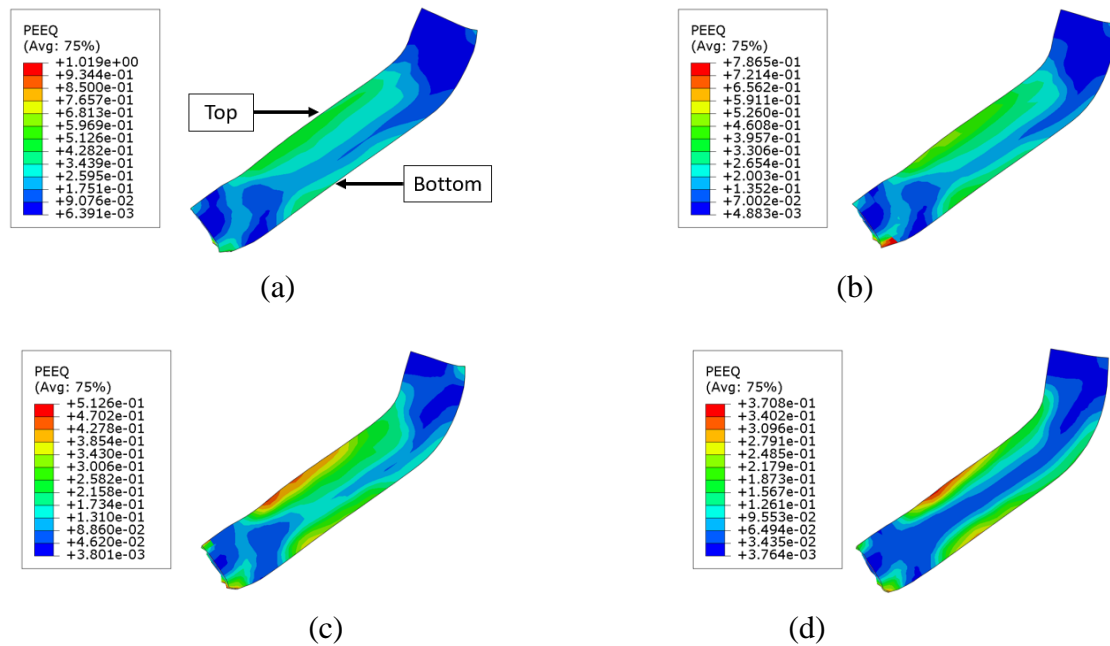 PEEQ
(Avg: 75%)
+1.019e+00
+9.344e-01
+8.500e-01
+7.657e-01
+6.813e-01
+5.969e-01
+5.126e-01
+4.282e-01
+3.439e-01
+2.595e-01
+1.751e-01
+9.076e-02
+6.391e-03
Top
Bottom
(a)
PEEQ
(Avg: 75%)
+7.865e-01
+7.214e-01
+6.562e-01
+5.911e-01
+5.260e-01
+4.608e-01
+3.957e-01
+3.306e-01
+2.654e-01
+2.003e-01
+1.352e-01
+7.002e-02
+4.883e-03
(b)
PEEQ
(Avg: 75%)
+5.126e-01
+4.702e-01
+4.278e-01
+3.854e-01
+3.430e-01
+3.006e-01
+2.582e-01
+2.158e-01
+1.734e-01
+1.310e-01
+8.860e-02
+4.620e-02
+3.801e-03
(c)
PEEQ
(Avg: 75%)
+3.708e-01
+3.402e-01
+3.096e-01
+2.791e-01
+2.485e-01
+2.179e-01
+1.873e-01
+1.567e-01
+1.261e-01
+9.553e-02
+6.494e-02
+3.435e-02
+3.764e-03
(d)